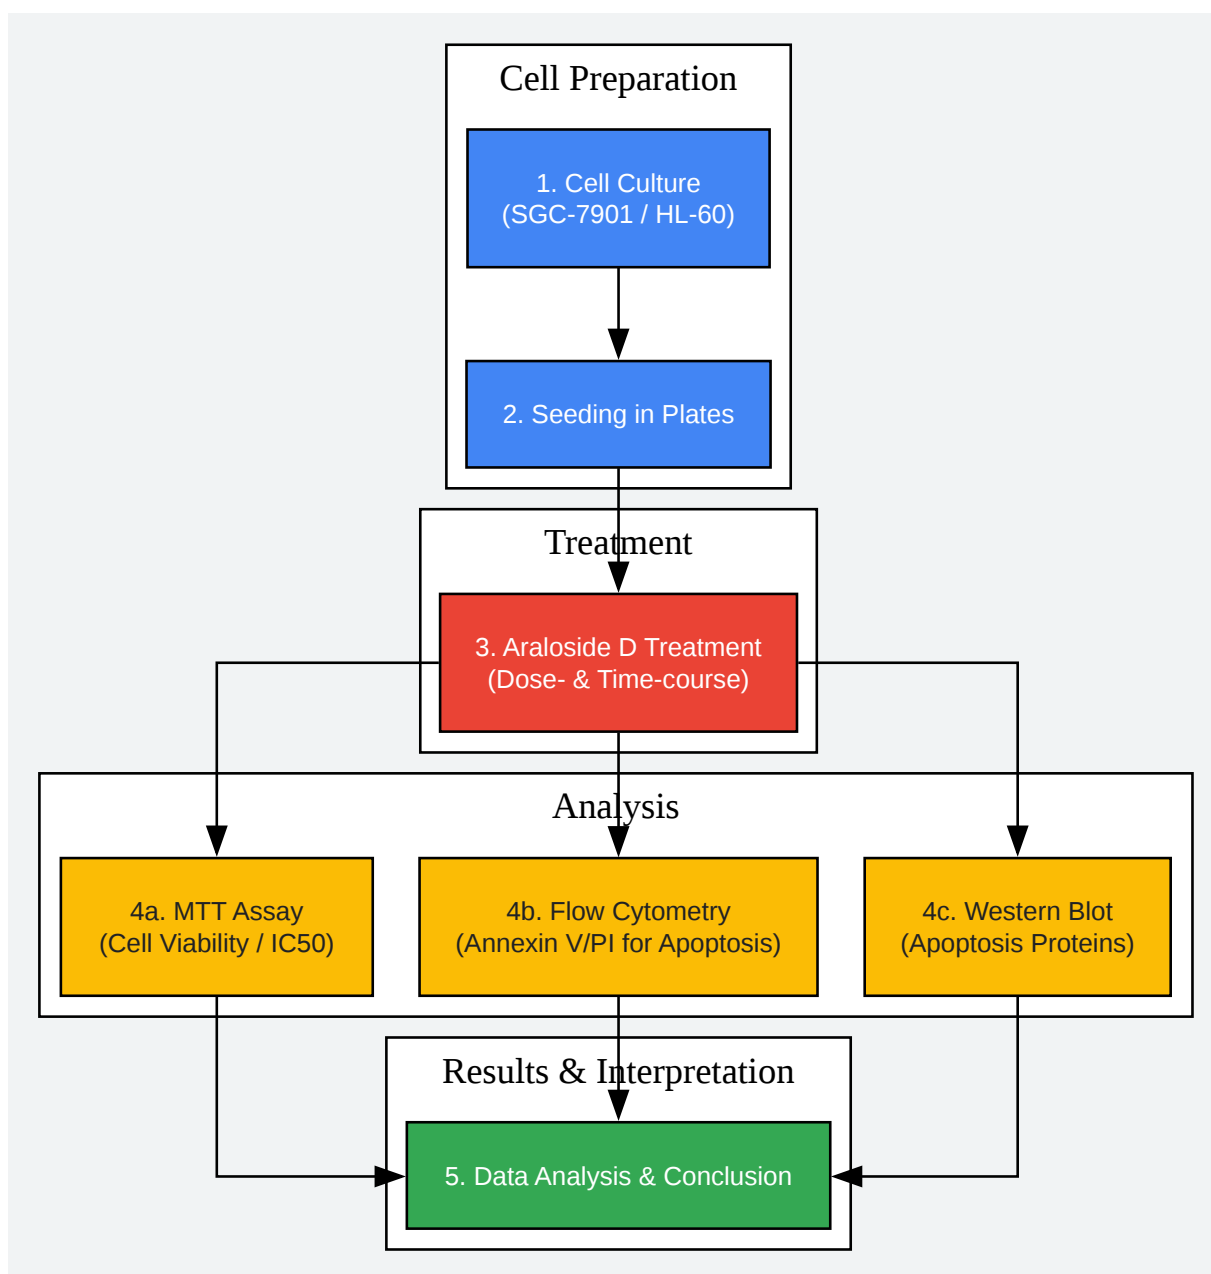 Cell Preparation
1. Cell Culture
(SGC-7901 / HL-60)
2. Seeding in Plates
Treatment
3. Araloside D Treatment
(Dose- & Time-course)
Analysis
4a. MTT Assay
(Cell Viability / IC50)
4b. Flow Cytometry
(Annexin V/PI for Apoptosis)
4c. Western Blot
(Apoptosis Proteins)
Results & Interpretation
5. Data Analysis & Conclusion